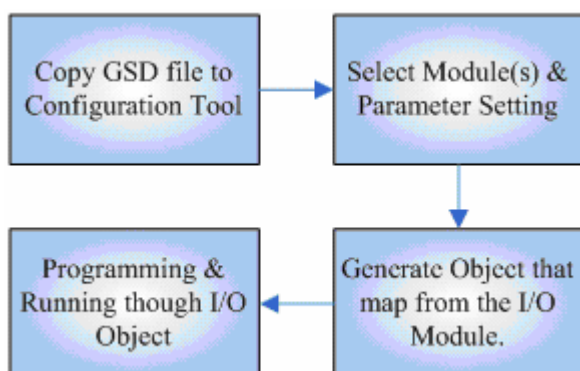 Copy GSD file to
Configuration Tool
Select Module(s) &
Parameter Setting
Generate Object that
map from the I/O
Module.
Programming &
Running though I/O
Object